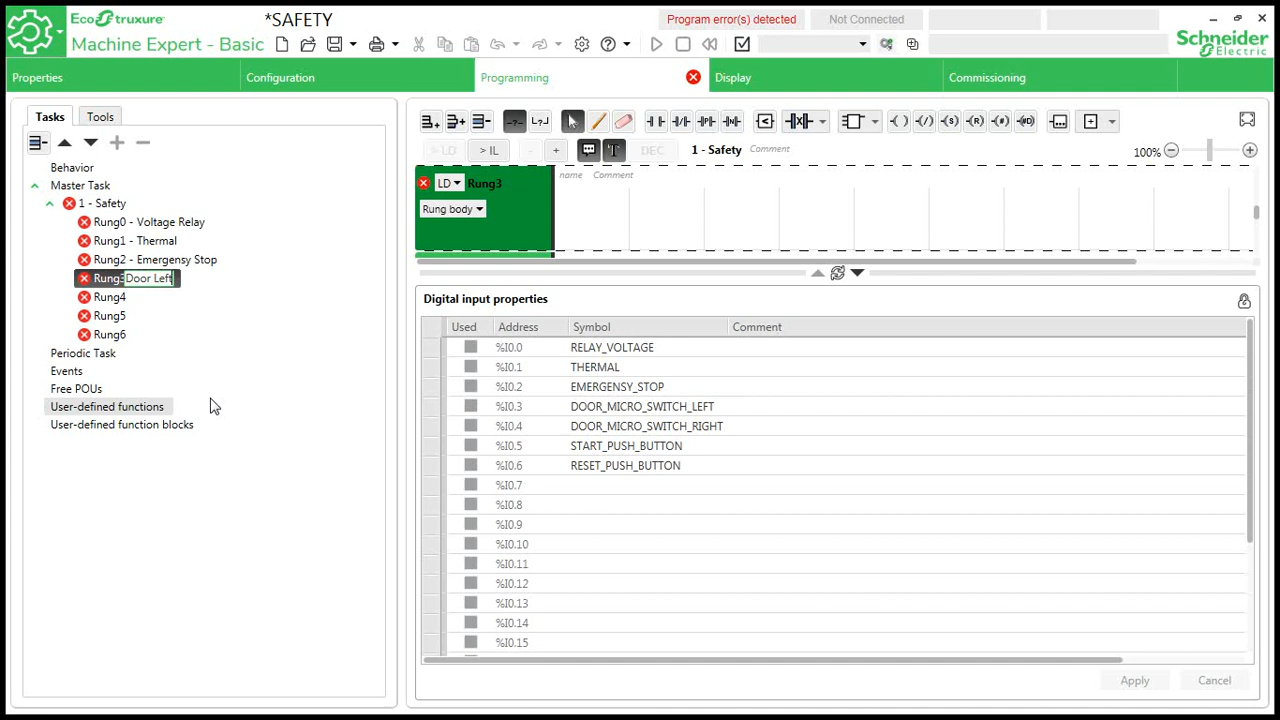 EcoStruxure
Machine Expert - Basic
*SAFETY
Program error(s) detected
Not Connected
Schneider
Electric
Properties
Configuration
Programming
Display
Commissioning
Tasks
Tools
Behavior
Master Task
1 - Safety
Rung0 - Voltage Relay
Rung1 - Thermal
Rung2 - Emergensy Stop
Rung3 Door Left
Rung4
Rung5
Rung6
Periodic Task
Events
Free POUs
User-defined functions
User-defined function blocks
> LD
> IL
-
+
T
DEC
1 - Safety
Comment
100%
LD
Rung3
name
Comment
Rung body
Digital input properties
Used Address Symbol Comment
%I0.0 RELAY_VOLTAGE
%I0.1 THERMAL
%I0.2 EMERGENSY_STOP
%I0.3 DOOR_MICRO_SWITCH_LEFT
%I0.4 DOOR_MICRO_SWITCH_RIGHT
%I0.5 START_PUSH_BUTTON
%I0.6 RESET_PUSH_BUTTON
%I0.7
%I0.8
%I0.9
%I0.10
%I0.11
%I0.12
%I0.13
%I0.14
%I0.15
Apply
Cancel